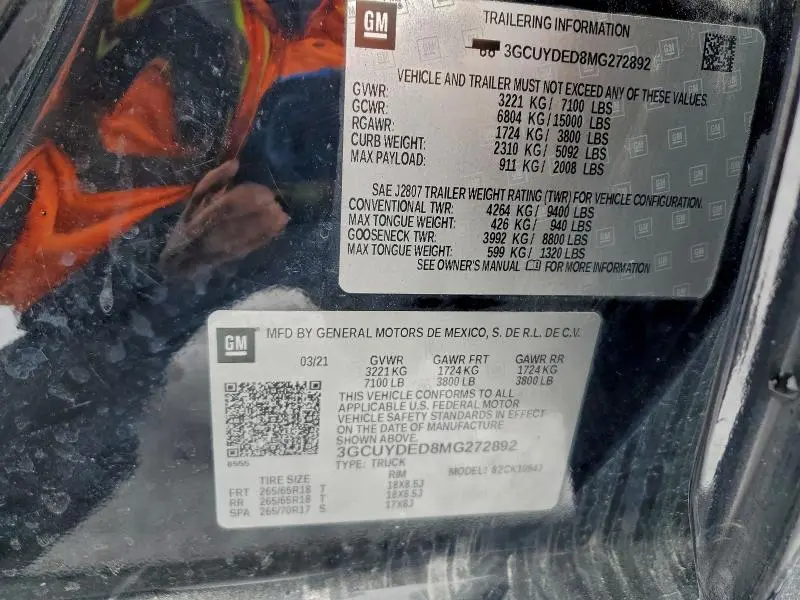 GM
TRAILERING INFORMATION
3GCUYDED8MG272892
VEHICLE AND TRAILER MUST NOT EXCEED ANY OF THESE VALUES.
GVWR: 3221 KG/ 7100 LBS
GCWR: 6804 KG/ 15000 LBS
RGAWR: 1724 KG/ 3800 LBS
CURB WEIGHT: 2310 KG/ 5092 LBS
MAX PAYLOAD: 911 KG/ 2008 LBS
SAE J2807 TRAILER WEIGHT RATING (TWR) FOR VEHICLE CONFIGURATION.
CONVENTIONAL TWR: 4264 KG/ 9400 LBS
MAX TONGUE WEIGHT: 426 KG/ 940 LBS
GOOSENECK TWR: 3992 KG/ 8800 LBS
MAX TONGUE WEIGHT: 599 KG/ 1320 LBS
SEE OWNER'S MANUAL FOR MORE INFORMATION
GM
MFD BY GENERAL MOTORS DE MEXICO, S. DE R.L. DE C.V.
03/21 GVWR GAWR FRT GAWR RR
3221 KG 1724 KG 1724 KG
7100 LB 3800 LB 3800 LB
THIS VEHICLE CONFORMS TO ALL
APPLICABLE U.S. FEDERAL MOTOR
VEHICLE SAFETY STANDARDS IN EFFECT
ON THE DATE OF MANUFACTURE
SHOWN ABOVE.
3GCUYDED8MG272892
8555
TYPE: TRUCK MODEL:
TIRE SIZE RIM
FRT 265/65R18 T 18X8.5J
RR 265/65R18 T 18X8.5J
SPA 265/70R17 S 17X8J